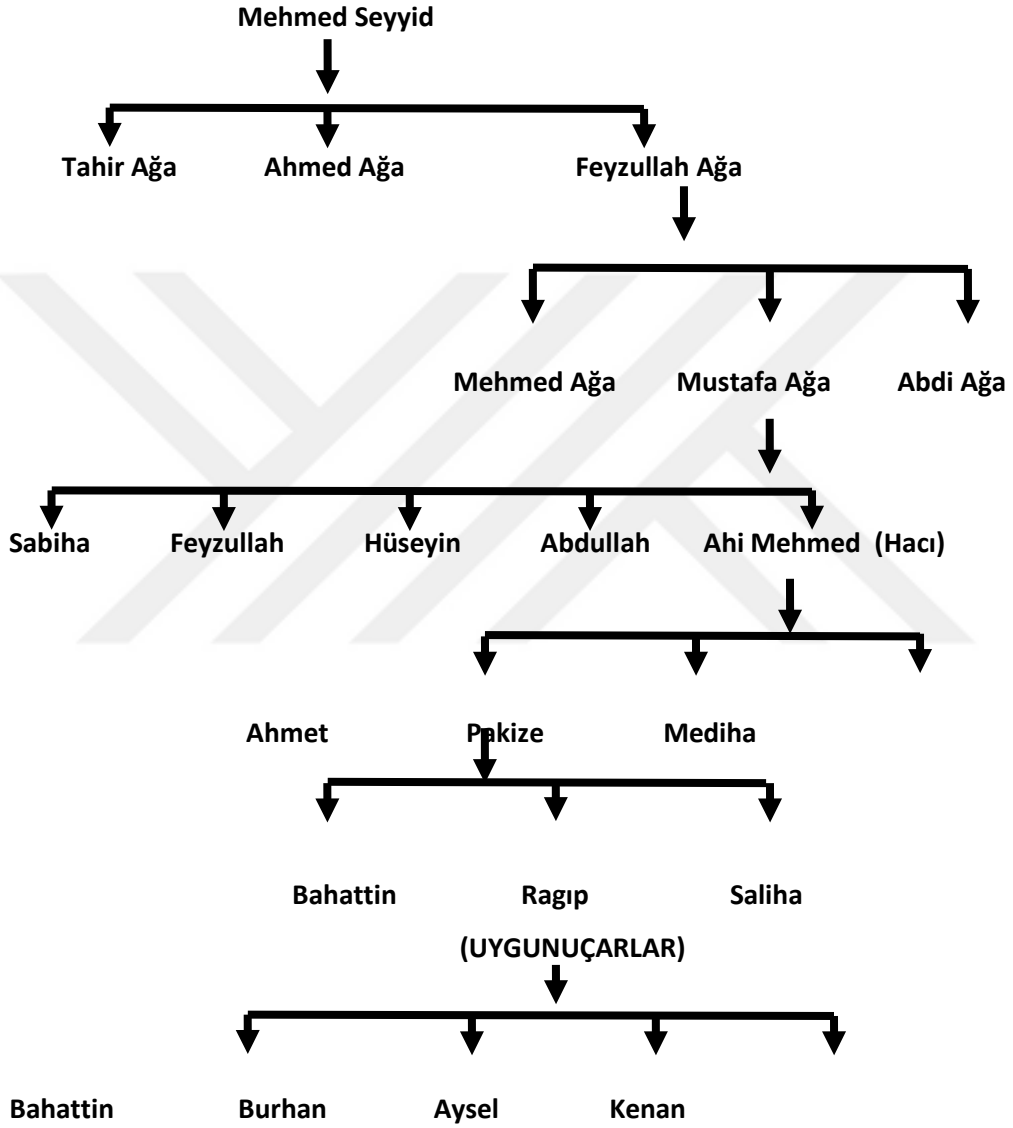 Mehmed Seyyid
Tahir Ağa Ahmed Ağa Feyzullah Ağa
Mehmed Ağa Mustafa Ağa Abdi Ağa
Sabiha Feyzullah Hüseyin Abdullah Ahi Mehmed (Hacı)
Ahmet Pakize Mediha
Bahattin Ragıp Saliha
(UYGUNUÇARLAR)
Bahattin Burhan Aysel Kenan